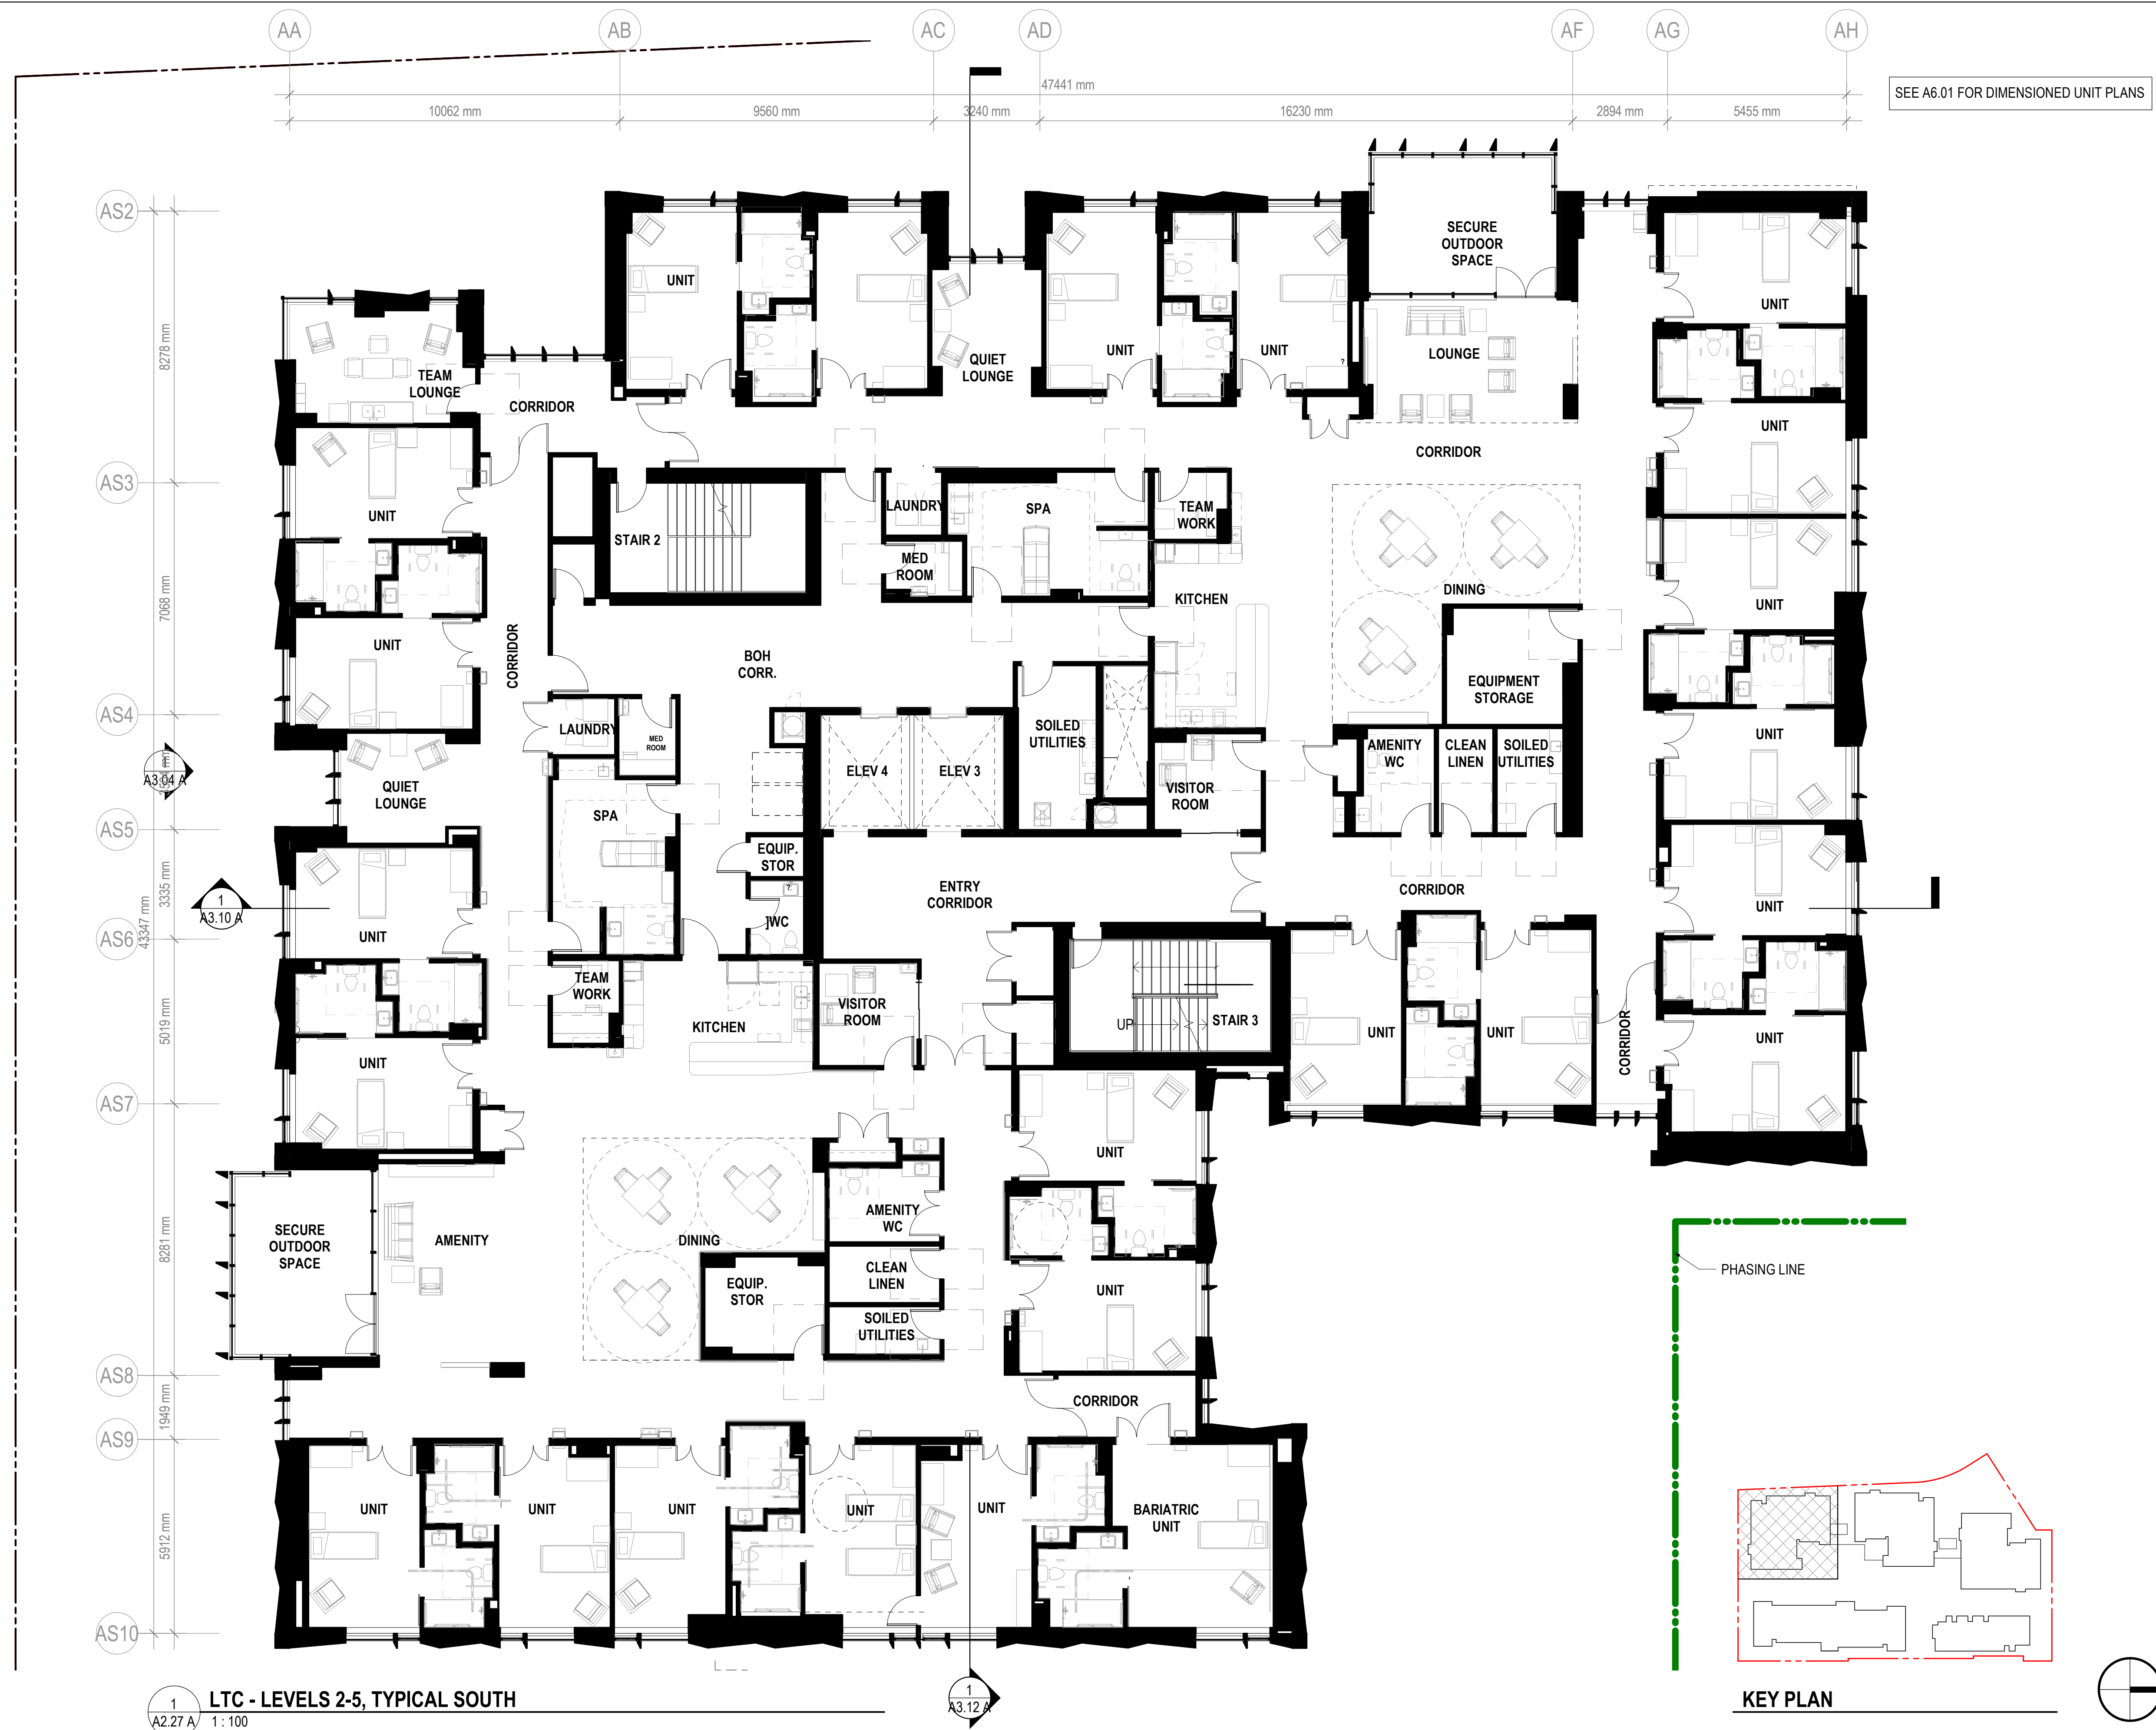 AA
AB
AC
AD
AF
AG
AH
47441 mm
10062 mm
9560 mm
3240 mm
16230 mm
2894 mm
5455 mm
SEE A6.01 FOR DIMENSIONED UNIT PLANS
AS2
AS3
AS4
AS5
AS6
AS7
AS8
AS9
AS10
8278 mm
7068 mm
3335 mm
43347 mm
5019 mm
8281 mm
1949 mm
5912 mm
A3.04 A
1
A3.10 A
UNIT
UNIT
UNIT
QUIET
LOUNGE
SECURE
OUTDOOR
SPACE
LOUNGE
UNIT
TEAM
LOUNGE
CORRIDOR
CORRIDOR
UNIT
UNIT
STAIR 2
LAUNDRY
SPA
TEAM
WORK
MED
ROOM
KITCHEN
DINING
UNIT
UNIT
CORRIDOR
BOH
CORR.
EQUIPMENT
STORAGE
LAUNDRY
MED
ROOM
SOILED
UTILITIES
AMENITY
WC
CLEAN
LINEN
SOILED
UTILITIES
UNIT
ELEV 4
ELEV 3
VISITOR
ROOM
QUIET
LOUNGE
SPA
EQUIP.
STOR
?
]WC
ENTRY
CORRIDOR
CORRIDOR
UNIT
UNIT
TEAM
WORK
KITCHEN
VISITOR
ROOM
UP
STAIR 3
UNIT
UNIT
CORRIDOR
UNIT
UNIT
UNIT
SECURE
OUTDOOR
SPACE
AMENITY
DINING
AMENITY
WC
CLEAN
LINEN
EQUIP.
STOR
SOILED
UTILITIES
UNIT
CORRIDOR
UNIT
UNIT
UNIT
UNIT
UNIT
BARIATRIC
UNIT
PHASING LINE
1
A2.27 A
LTC - LEVELS 2-5, TYPICAL SOUTH
1 : 100
1
A3.12 A
KEY PLAN